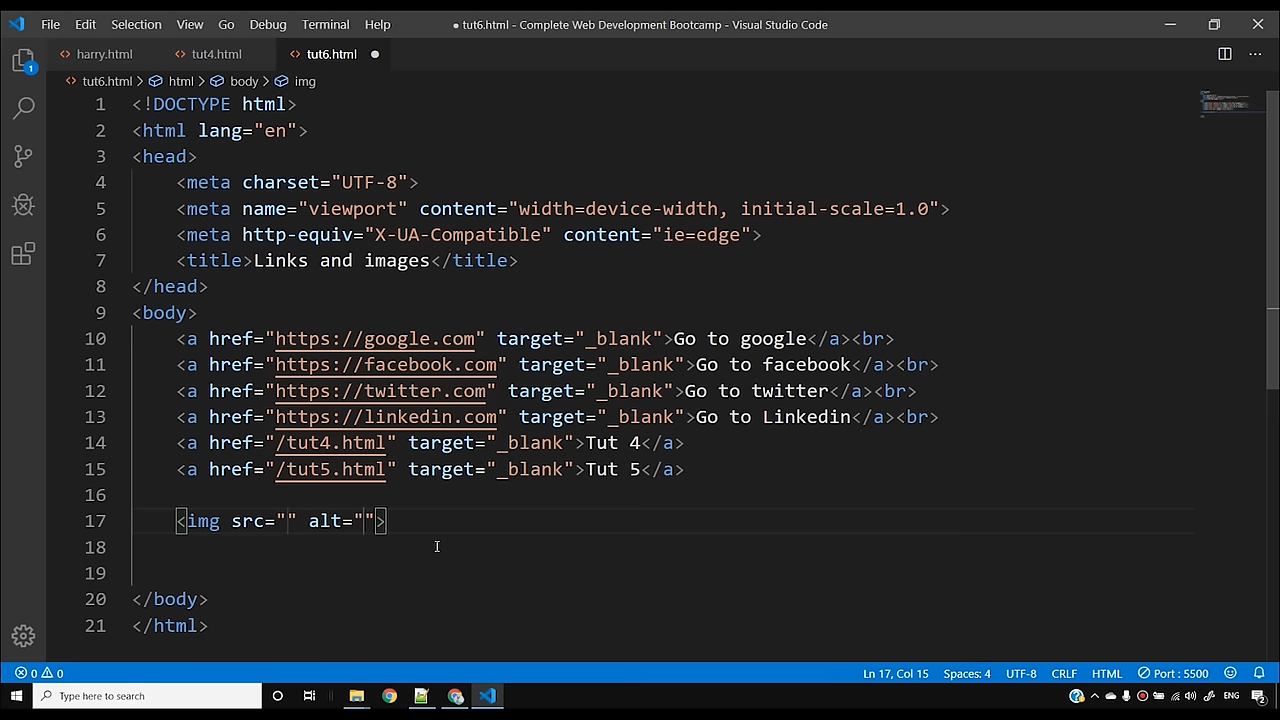 File Edit Selection View Go Debug Terminal Help ● tut6.html - Complete Web Development Bootcamp - Visual Studio Code
harry.html tut4.html tut6.html
1
tut6.html > html > body > img
1 <!DOCTYPE html>
2 <html lang="en">
3 <head>
4 <meta charset="UTF-8">
5 <meta name="viewport" content="width=device-width, initial-scale=1.0">
6 <meta http-equiv="X-UA-Compatible" content="ie=edge">
7 <title>Links and images</title>
8 </head>
9 <body>
10 <a href="https://google.com" target="_blank">Go to google</a><br>
11 <a href="https://facebook.com" target="_blank">Go to facebook</a><br>
12 <a href="https://twitter.com" target="_blank">Go to twitter</a><br>
13 <a href="https://linkedin.com" target="_blank">Go to Linkedin</a><br>
14 <a href="/tut4.html" target="_blank">Tut 4</a>
15 <a href="/tut5.html" target="_blank">Tut 5</a>
16
17 <img src="" alt="">
18
19
20 </body>
21 </html>
0 0 Ln 17, Col 15 Spaces: 4 UTF-8 CRLF HTML Port : 5500
Type here to search ENG 2